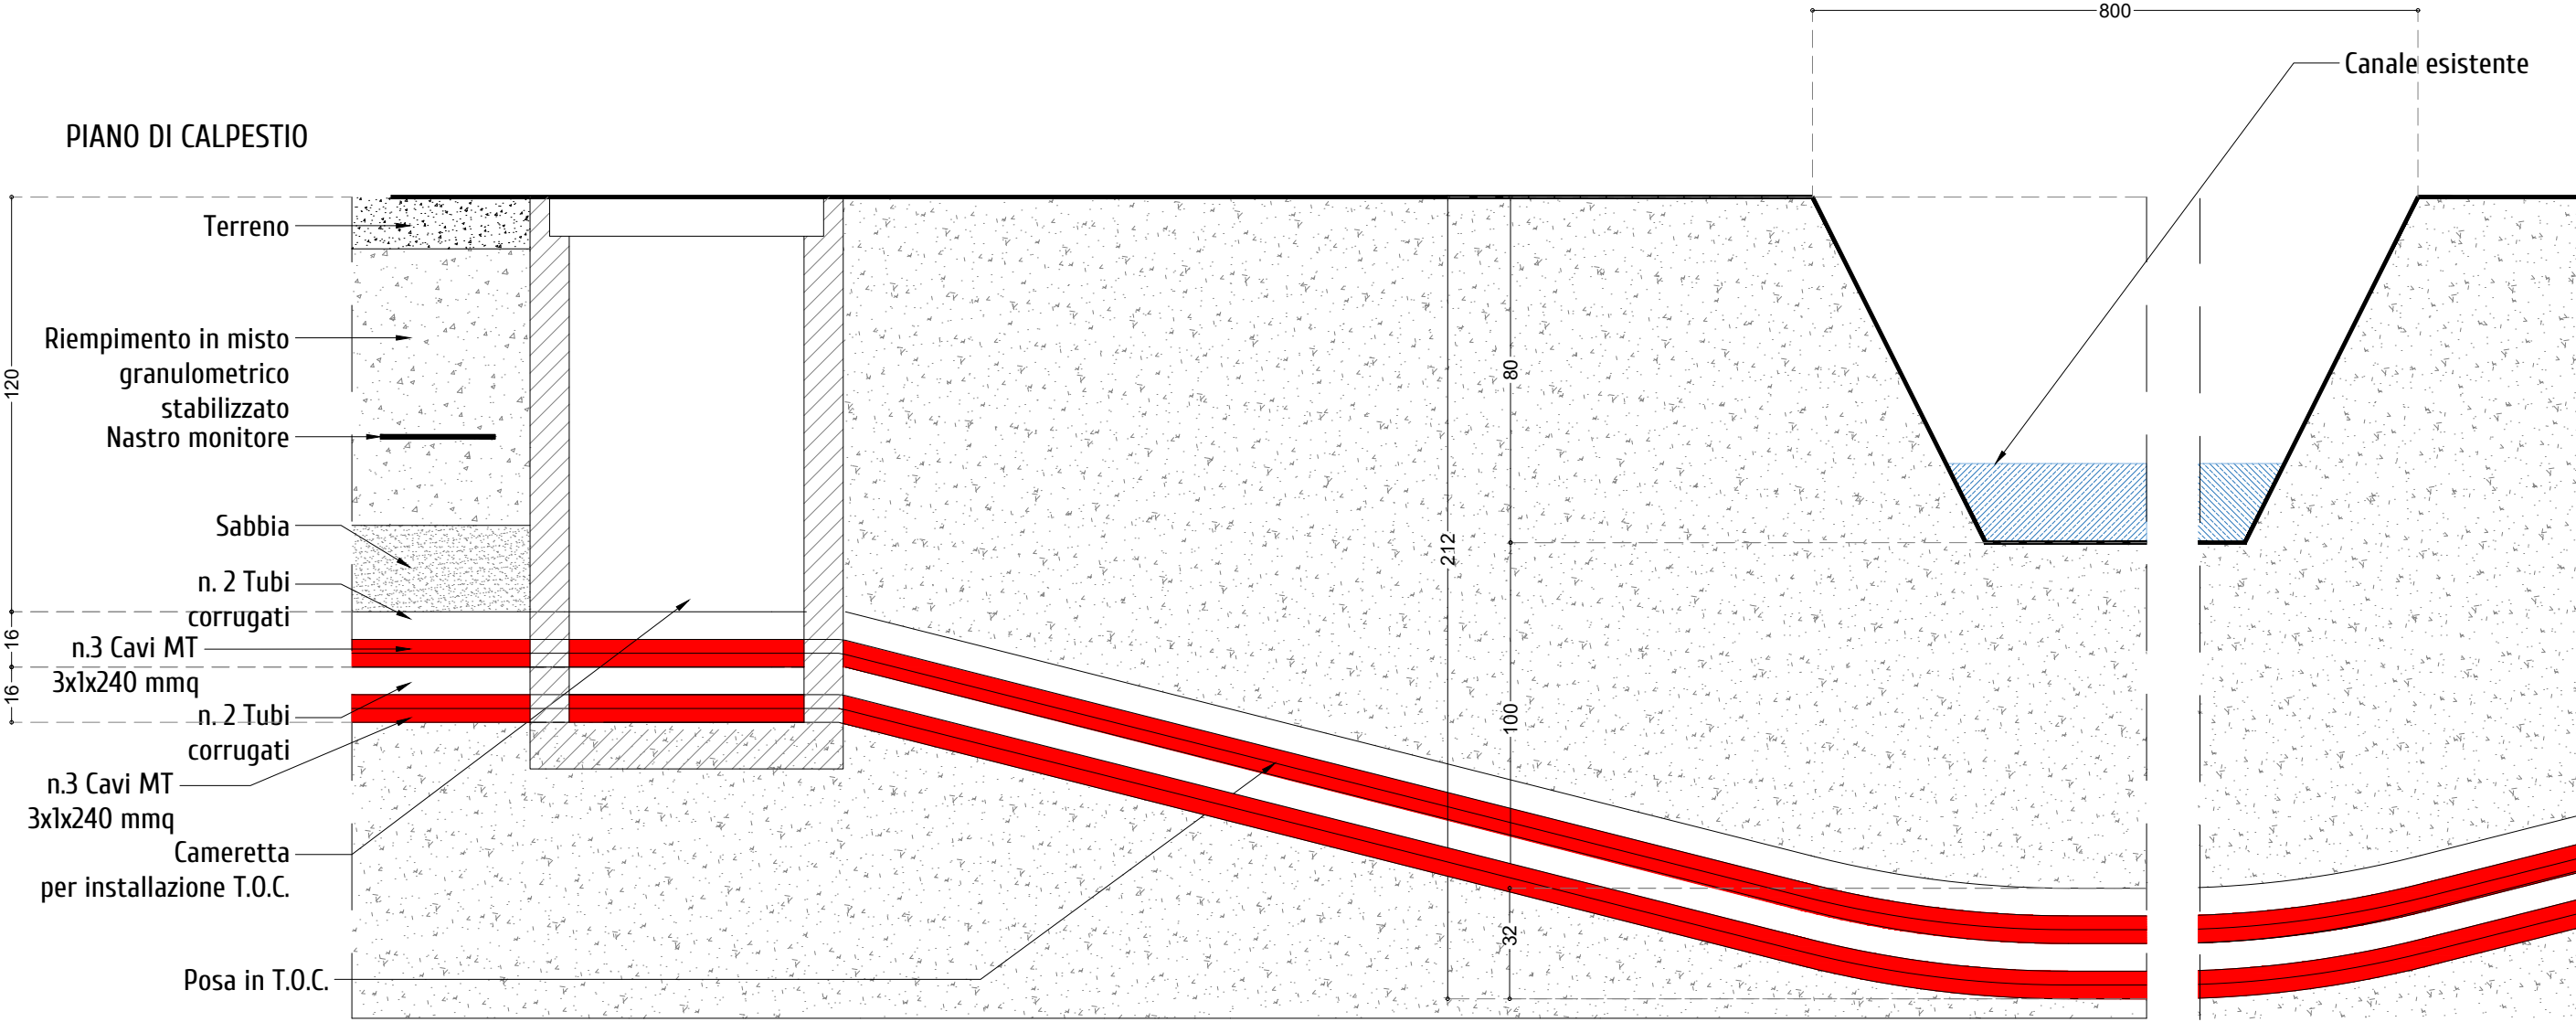 800
Canale esistente
PIANO DI CALPESTIO
Terreno
Riempimento in misto
granulometrico
stabilizzato
Nastro monitore
Sabbia
n. 2 Tubi
corrugati
n.3 Cavi MT
3x1x240 mmq
n. 2 Tubi
corrugati
n.3 Cavi MT
3x1x240 mmq
Cameretta
per installazione T.O.C.
Posa in T.O.C.
120
16
16
212
80
100
32